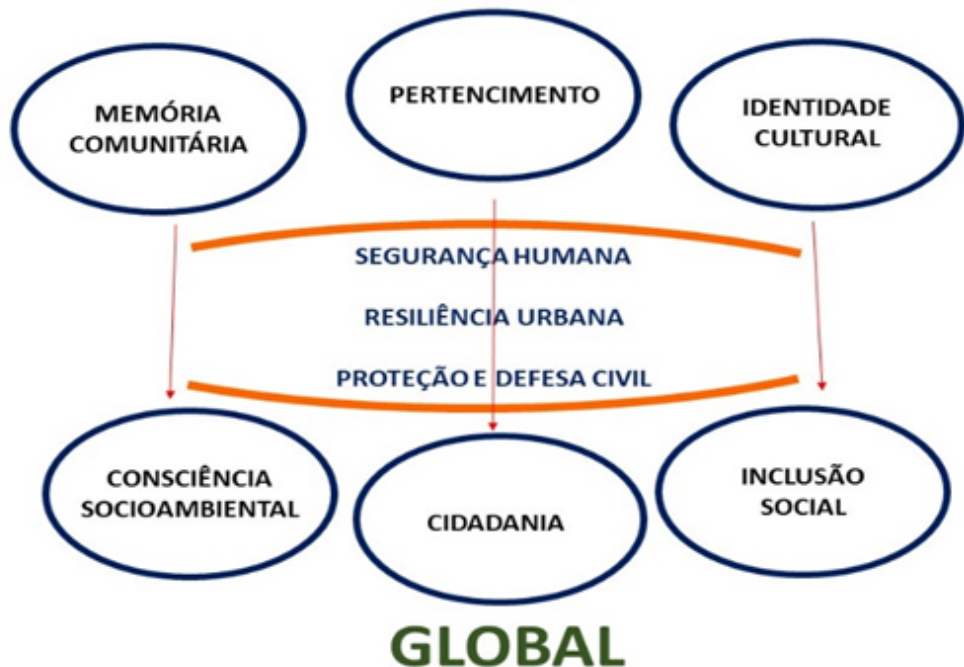 MEMÓRIA
COMUNITÁRIA
PERTENCIMENTO
IDENTIDADE
CULTURAL
SEGURANÇA HUMANA
RESILIÊNCIA URBANA
PROTEÇÃO E DEFESA CIVIL
CONSCIÊNCIA
SOCIOAMBIENTAL
CIDADANIA
INCLUSÃO
SOCIAL
GLOBAL